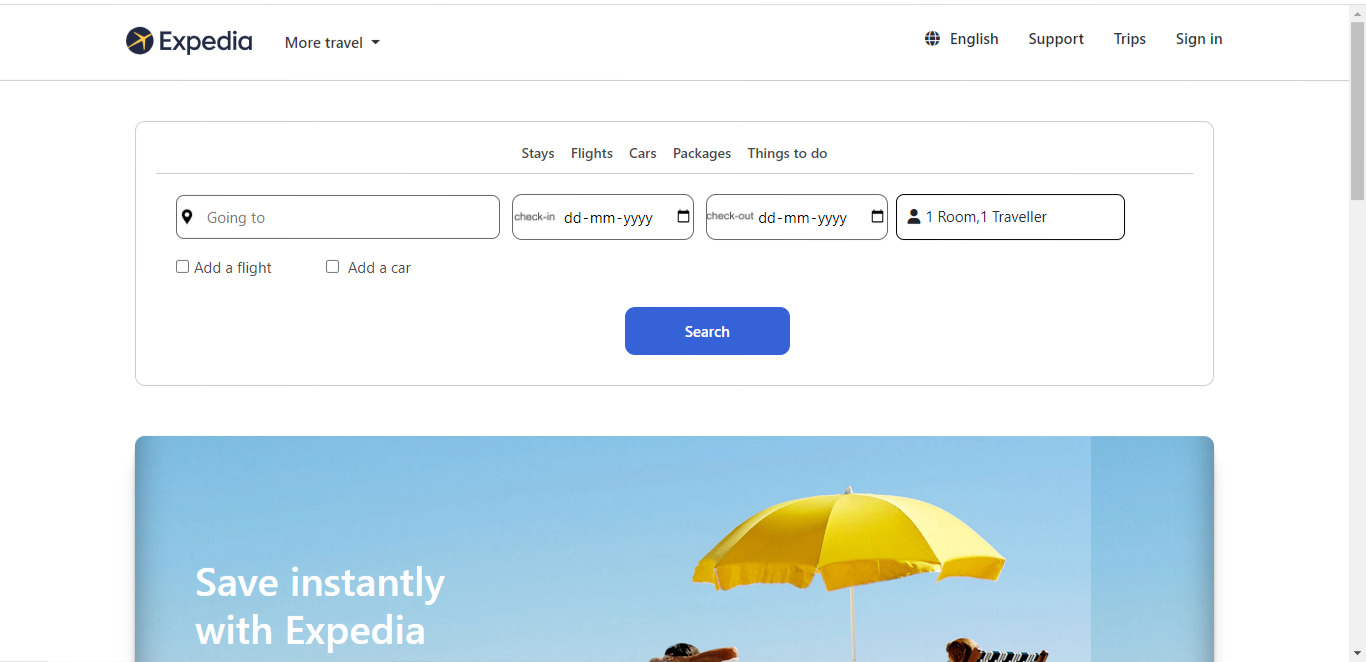 Expedia
More travel
English
Support
Trips
Sign in
Stays
Flights
Cars
Packages
Things to do
Going to
check-in dd-mm-yyyy
check-out dd-mm-yyyy
1 Room,1 Traveller
Add a flight
Add a car
Search
Save instantly
with Expedia